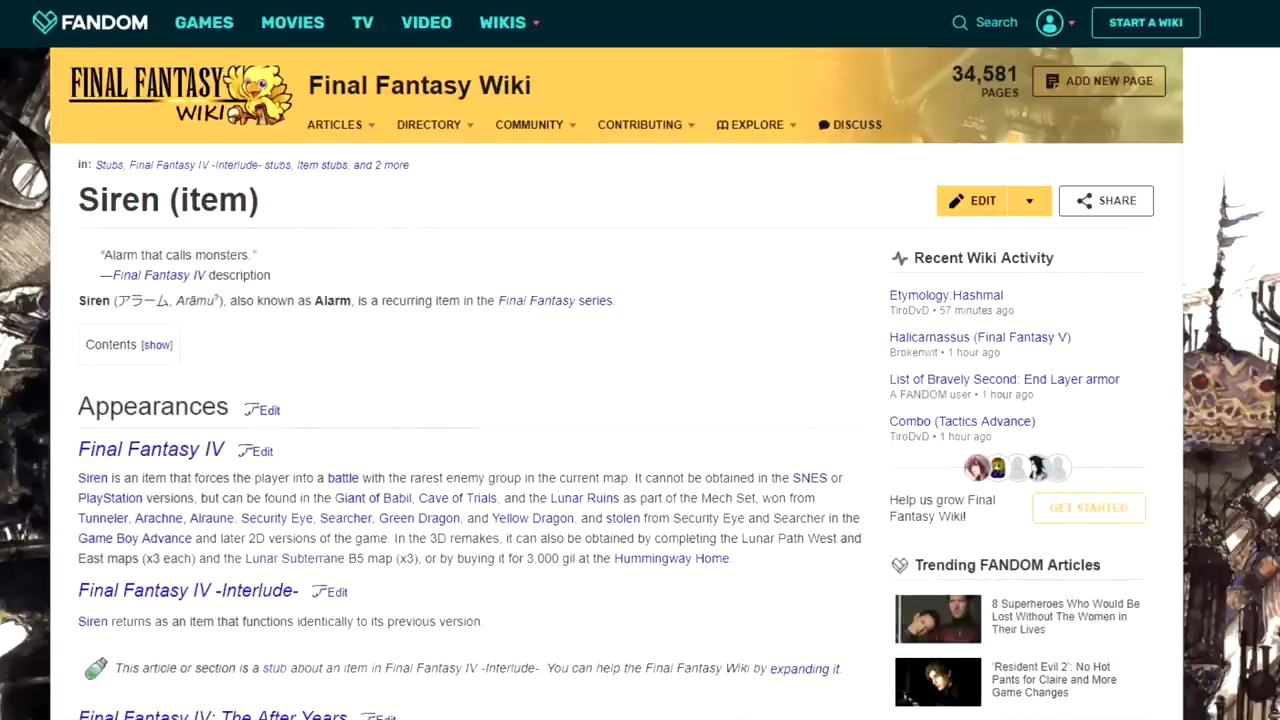 FANDOM GAMES MOVIES TV VIDEO WIKIS Search START A WIKI
FINAL FANTASY WIKI
Final Fantasy Wiki
34,581 PAGES
ADD NEW PAGE
ARTICLES DIRECTORY COMMUNITY CONTRIBUTING EXPLORE DISCUSS
in: Stubs, Final Fantasy IV -Interlude- stubs, Item stubs, and 2 more
Siren (item)
EDIT
SHARE
“Alarm that calls monsters.”
—Final Fantasy IV description
Siren (アラーム, Arāmu?), also known as Alarm, is a recurring item in the Final Fantasy series.
Contents [show]
Appearances Edit
Final Fantasy IV Edit
Siren is an item that forces the player into a battle with the rarest enemy group in the current map. It cannot be obtained in the SNES or
PlayStation versions, but can be found in the Giant of Babil, Cave of Trials, and the Lunar Ruins as part of the Mech Set, won from
Tunneler, Arachne, Alraune, Security Eye, Searcher, Green Dragon, and Yellow Dragon, and stolen from Security Eye and Searcher in the
Game Boy Advance and later 2D versions of the game. In the 3D remakes, it can also be obtained by completing the Lunar Path West and
East maps (x3 each) and the Lunar Subterrane B5 map (x3), or by buying it for 3,000 gil at the Hummingway Home.
Final Fantasy IV -Interlude- Edit
Siren returns as an item that functions identically to its previous version.
This article or section is a stub about an item in Final Fantasy IV -Interlude-. You can help the Final Fantasy Wiki by expanding it.
Final Fantasy IV: The After Years Edit
Recent Wiki Activity
Etymology:Hashmal
TiroDvD • 57 minutes ago
Halicarnassus (Final Fantasy V)
Brokenwit • 1 hour ago
List of Bravely Second: End Layer armor
A FANDOM user • 1 hour ago
Combo (Tactics Advance)
TiroDvD • 1 hour ago
Help us grow Final
Fantasy Wiki!
GET STARTED
Trending FANDOM Articles
8 Superheroes Who Would Be
Lost Without The Women in
Their Lives
‘Resident Evil 2’: No Hot
Pants for Claire and More
Game Changes